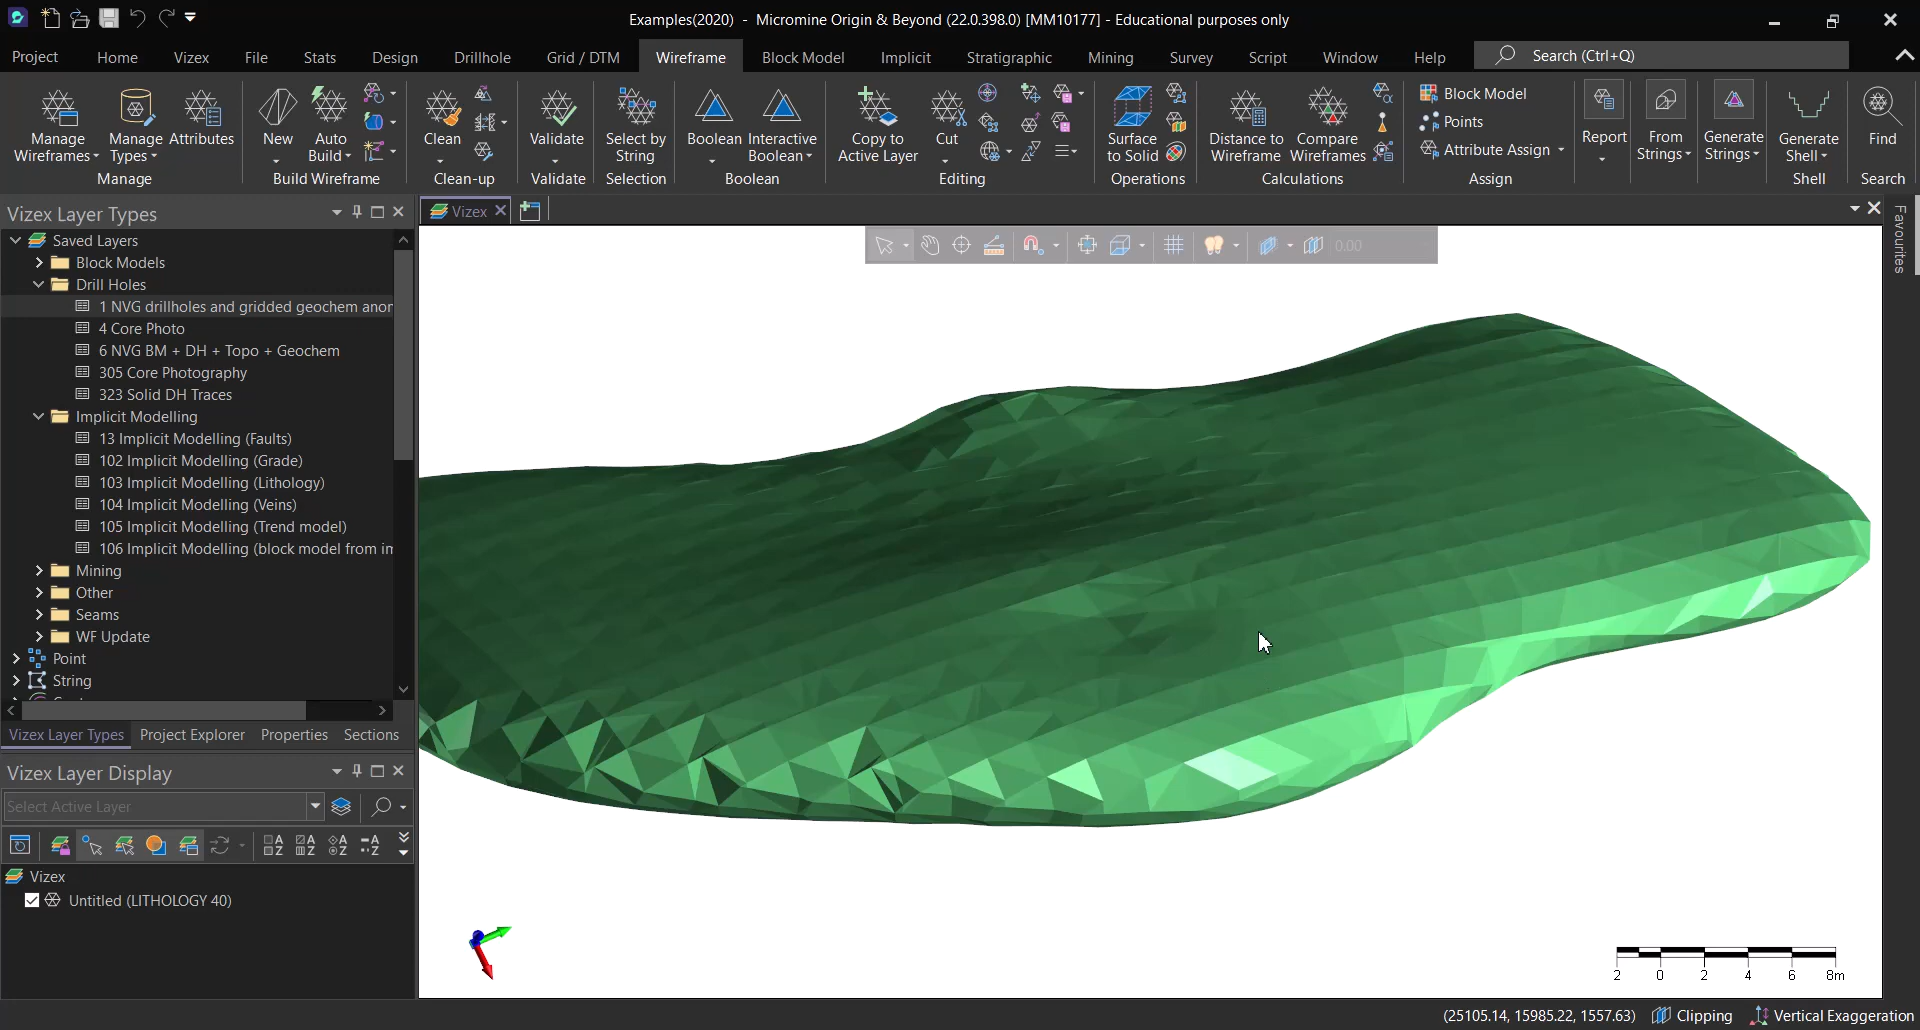 Examples(2020) - Micromine Origin & Beyond (22.0.398.0) [MM10177] - Educational purposes only
Project Home Vizex File Stats Design Drillhole Grid / DTM Wireframe Block Model Implicit Stratigraphic Mining Survey Script Window Help Search (Ctrl+Q)
Manage Wireframes
Manage Types
Attributes
Manage
New
Auto Build
Build Wireframe
Clean
Clean-up
Validate
Validate
Select by String
Selection
Boolean
Interactive Boolean
Boolean
Copy to Active Layer
Cut
Editing
Surface to Solid
Operations
Distance to Wireframe
Compare Wireframes
Calculations
Block Model
Points
Attribute Assign
Assign
Report
From Strings
Generate Strings
Generate Shell
Shell
Find
Search
Vizex Layer Types
Saved Layers
Block Models
Drill Holes
1 NVG drillholes and gridded geochem anor
4 Core Photo
6 NVG BM + DH + Topo + Geochem
305 Core Photography
323 Solid DH Traces
Implicit Modelling
13 Implicit Modelling (Faults)
102 Implicit Modelling (Grade)
103 Implicit Modelling (Lithology)
104 Implicit Modelling (Veins)
105 Implicit Modelling (Trend model)
106 Implicit Modelling (block model from in
Mining
Other
Seams
WF Update
Point
String
Vizex Layer Types Project Explorer Properties Sections
Vizex Layer Display
Select Active Layer
Vizex
Untitled (LITHOLOGY 40)
Vizex
0.00
Favourites
2 0 2 4 6 8m
(25105.14, 15985.22, 1557.63) Clipping Vertical Exaggeration